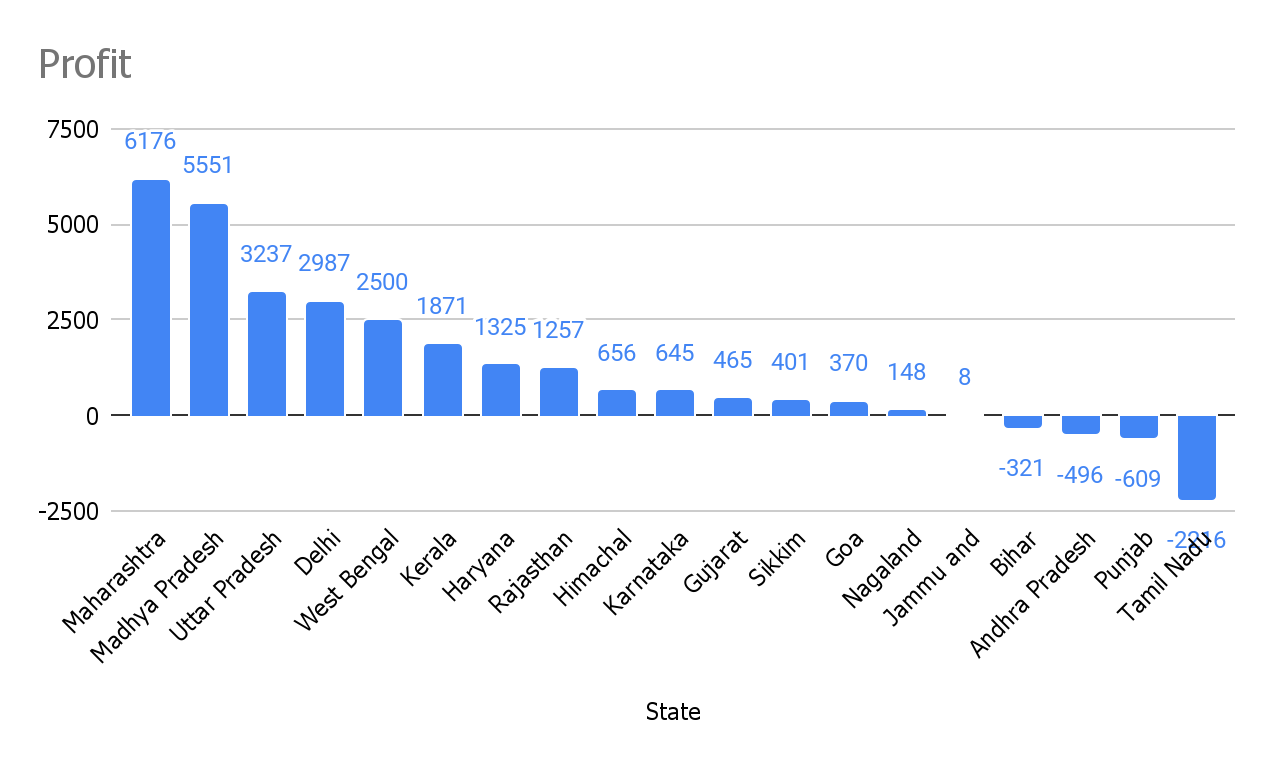 Profit
7500
5000
2500
0
-2500
6176
5551
3237
2987
2500
1871
1325
1257
656
645
465
401
370
148
8
-321
-496
-609
-2216
Maharashtra
Madhya Pradesh
Uttar Pradesh
Delhi
West Bengal
Kerala
Haryana
Rajasthan
Himachal
Karnataka
Gujarat
Sikkim
Goa
Nagaland
Jammu and
Bihar
Andhra Pradesh
Punjab
Tamil Nadu
State